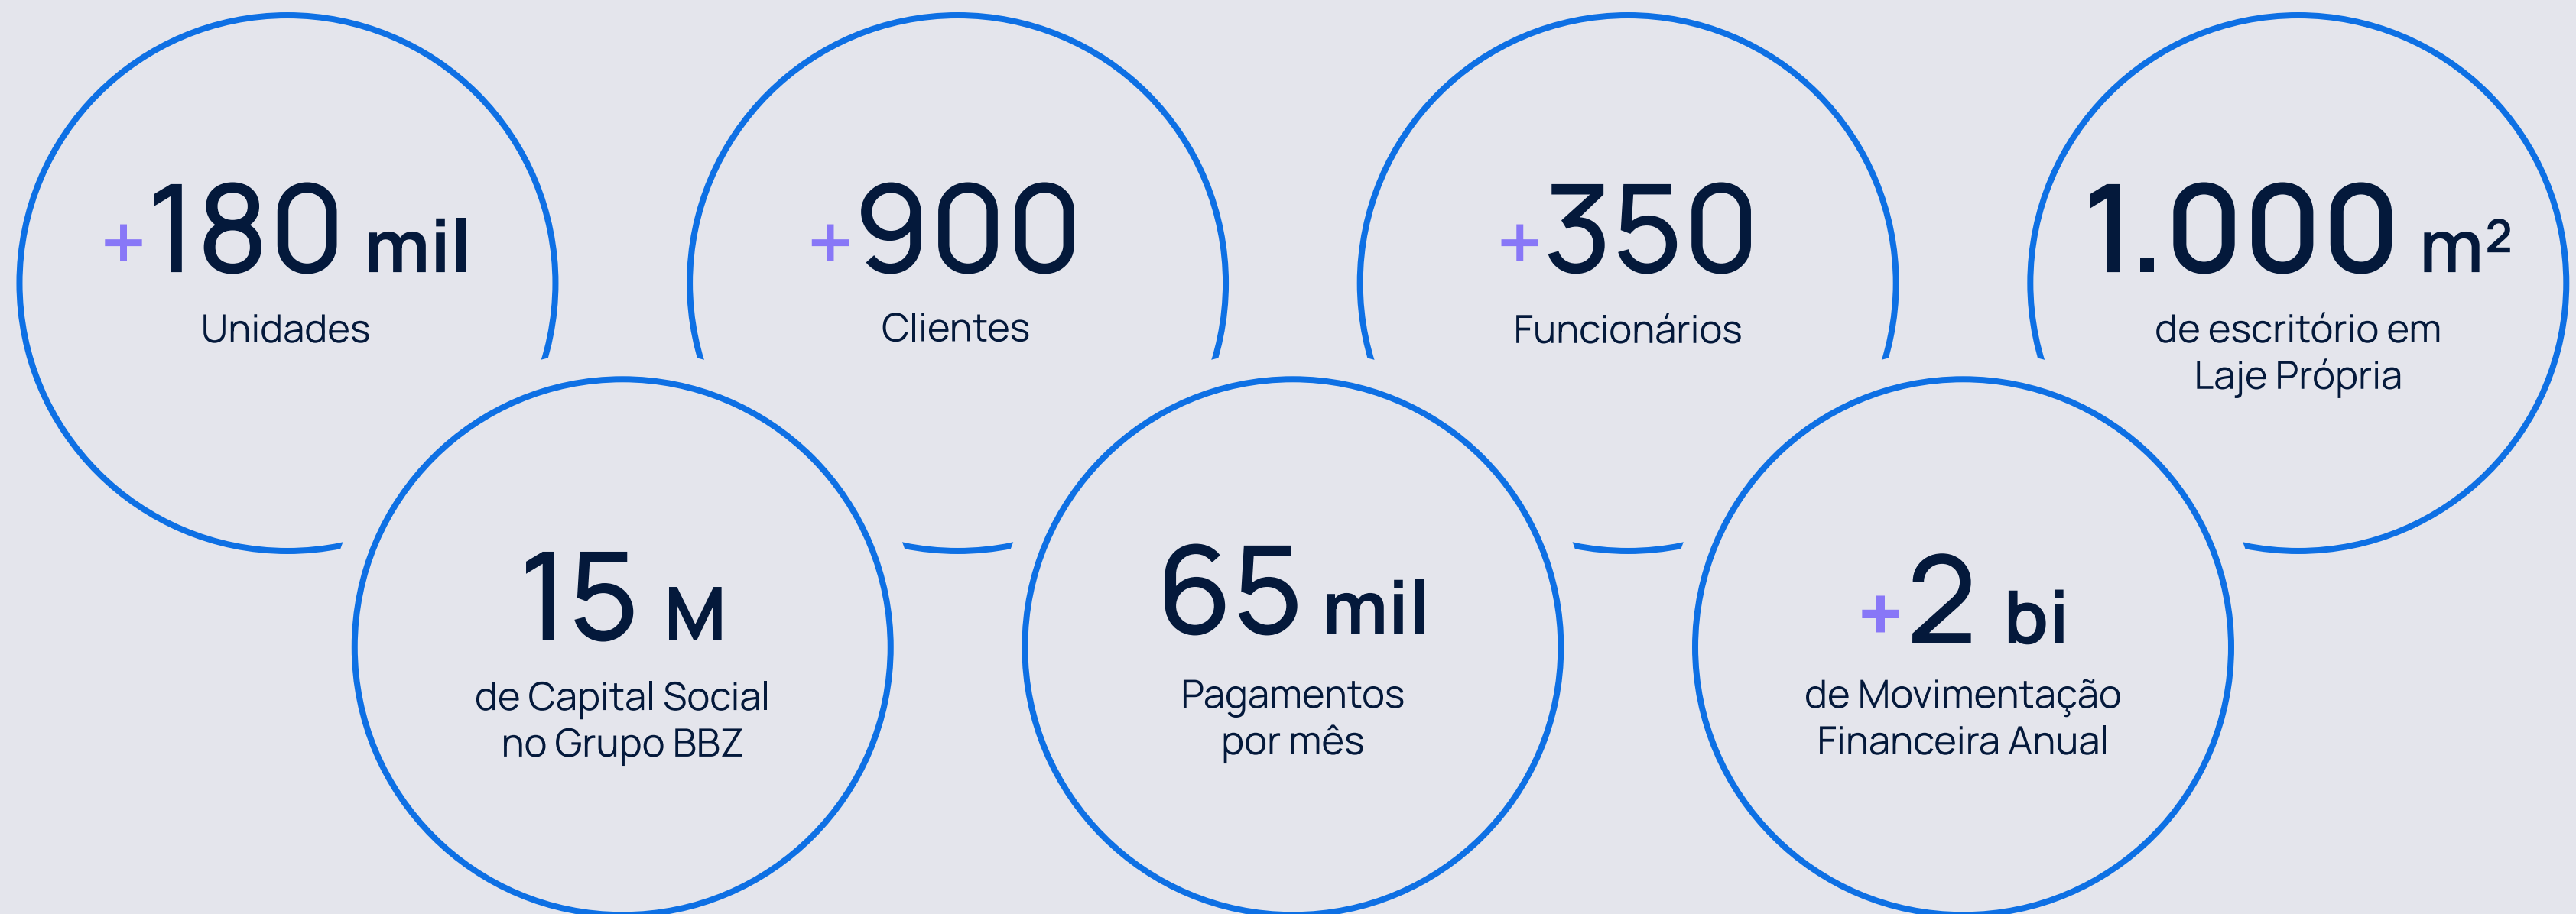 +180 mil
Unidades
+900
Clientes
+350
Funcionários
1.000 m²
de escritório em
Laje Própria
15 M
de Capital Social
no Grupo BBZ
65 mil
Pagamentos
por mês
+2 bi
de Movimentação
Financeira Anual